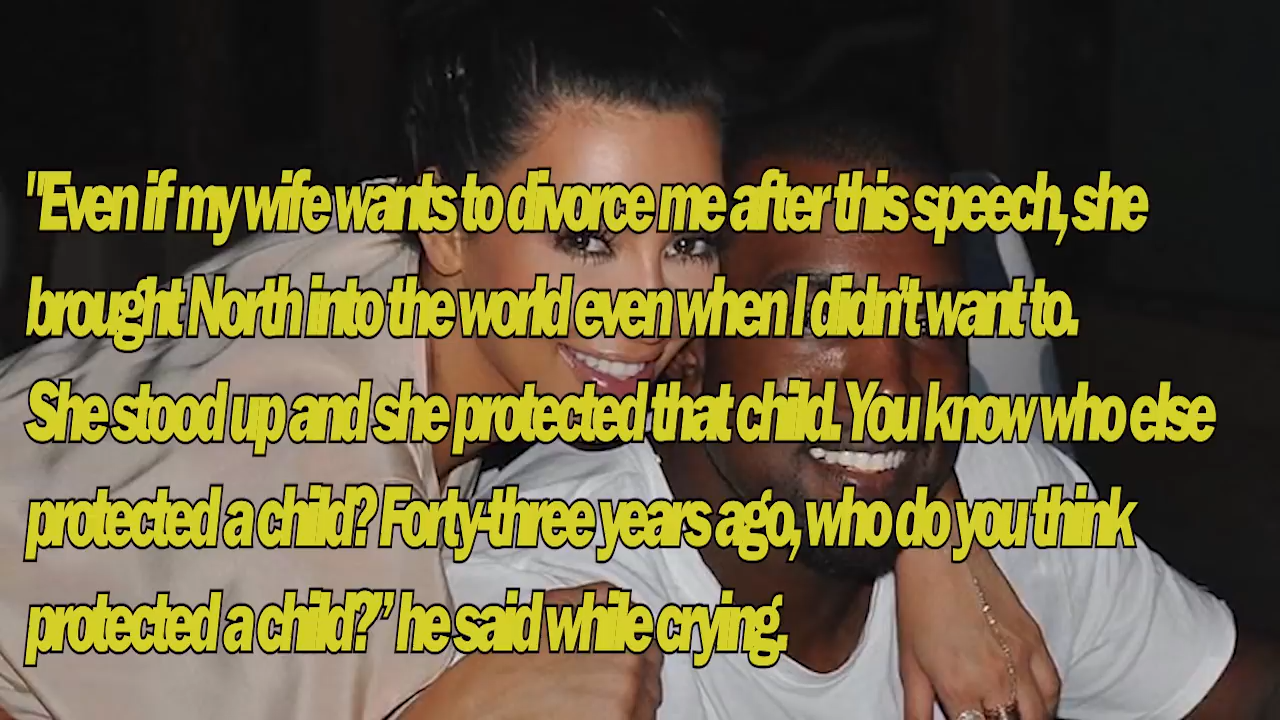 "Even if my wife wants to divorce me after this speech, she
brought North into the world even when I didn't want to.
She stood up and she protected that child. You know who else
protected a child? Forty-three years ago, who do you think
protected a child?” he said while crying.